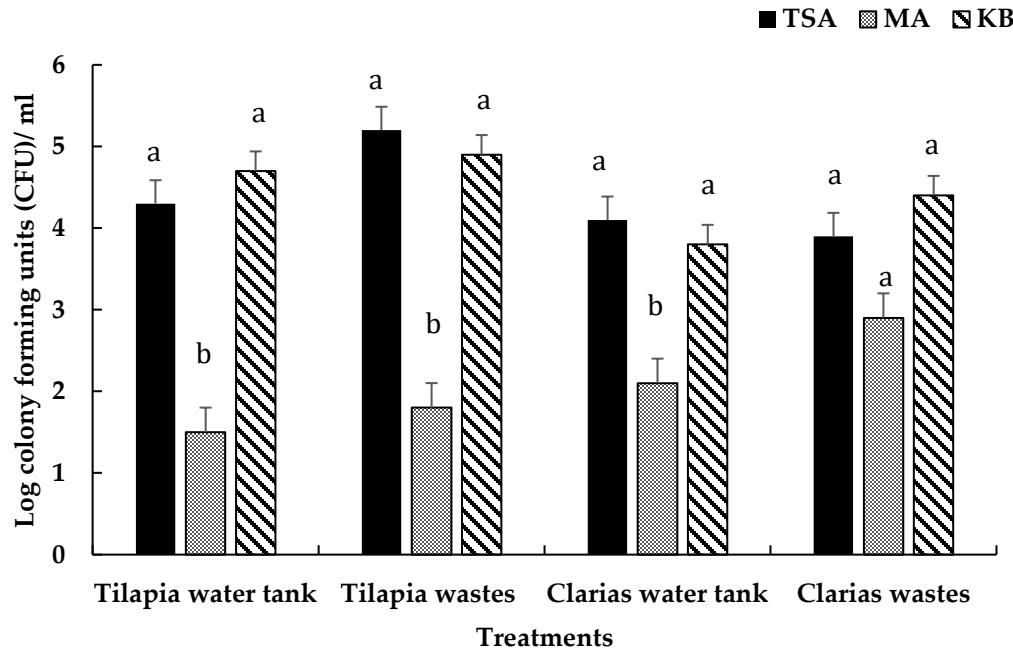 TSA MA KB
Log colony forming units (CFU)/ ml
6
5
4
3
2
1
0
a
b
a
a
b
a
a
b
a
a
a
a
Tilapia water tank Tilapia wastes Clarias water tank Clarias wastes
Treatments